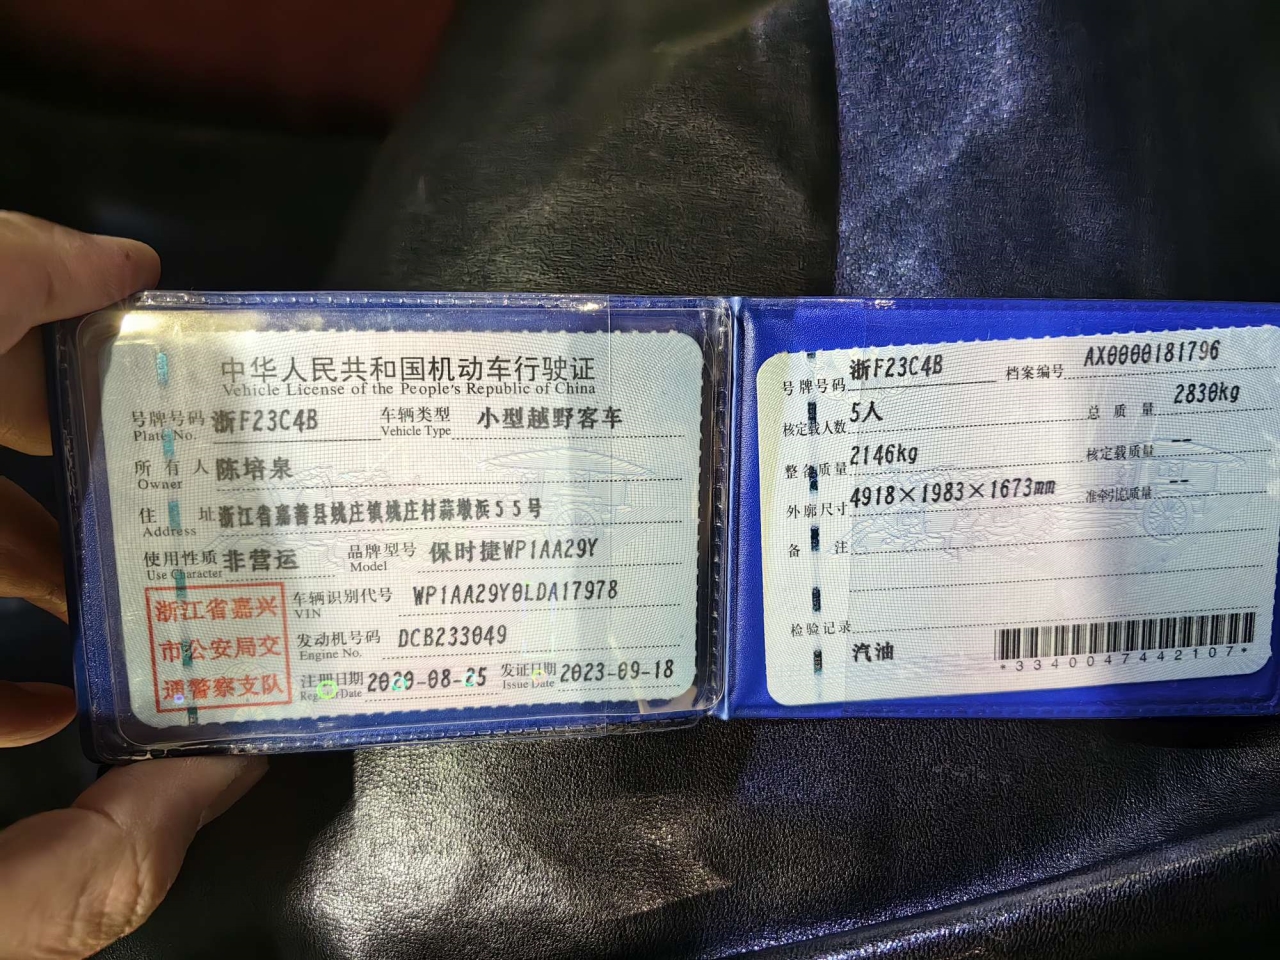 中华人民共和国机动车行驶证
Vehicle License of the People's Republic of China
号牌号码 浙F23C4B 车辆类型 小型越野客车
Plate No. Vehicle Type
所有人 陈培泉
Owner
住址 浙江省嘉善县姚庄镇姚庄村蒜墩浜55号
Address
使用性质 非营运 品牌型号 保时捷WP1AA29Y
Use Character Model
浙江省嘉兴
市公安局交
通警察支队
车辆识别代号 WP1AA29Y0LDA17978
VIN
发动机号码 DCB233049
Engine No.
注册日期 2020-08-25 发证日期 2023-09-18
Register Date Issue Date
号牌号码 浙F23C4B 档案编号 AX0000181796
核定载人数 5人 总质量 2830kg
整备质量 2146kg 核定载质量 --
外廓尺寸 4918×1983×1673mm 准牵引总质量 --
备注
检验记录
汽油
*3340047442107*